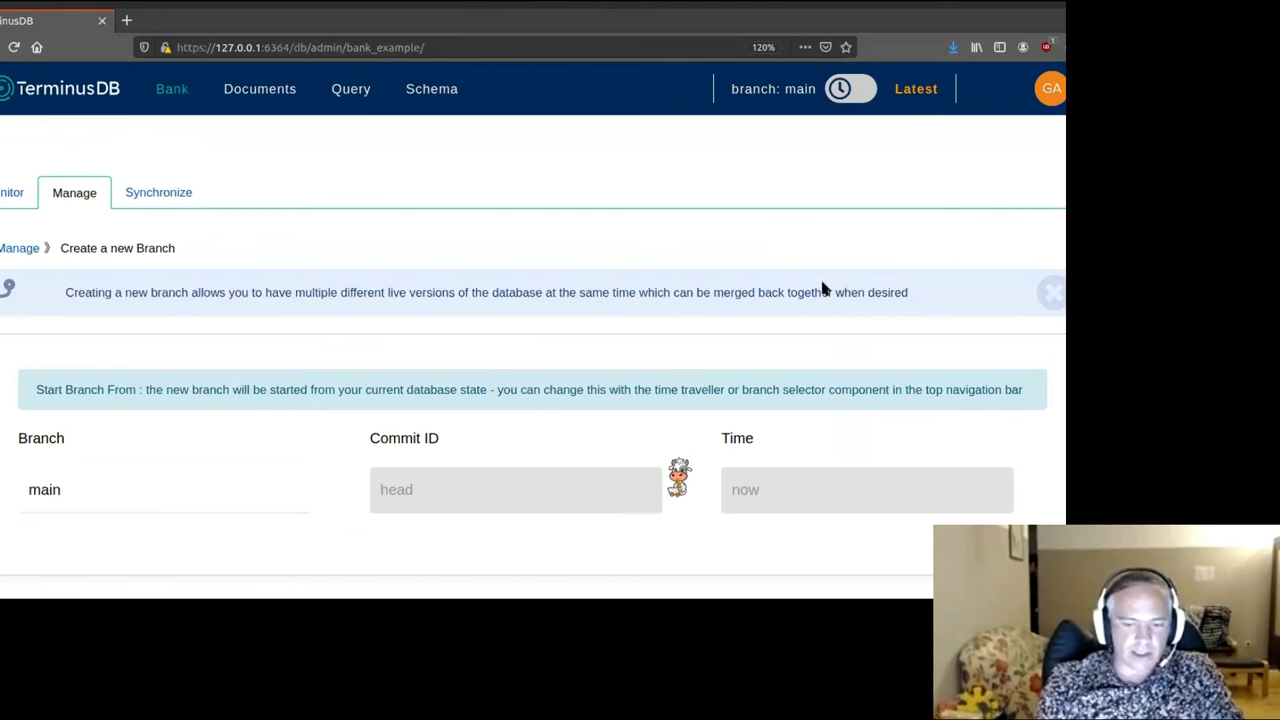 inusDB
https://127.0.0.1:6364/db/admin/bank_example/
120%
1
TerminusDB
Bank
Documents
Query
Schema
branch: main
Latest
GA
nitor
Manage
Synchronize
Manage 》 Create a new Branch
Creating a new branch allows you to have multiple different live versions of the database at the same time which can be merged back together when desired
Start Branch From : the new branch will be started from your current database state - you can change this with the time traveller or branch selector component in the top navigation bar
Branch
Commit ID
Time
main
head
now